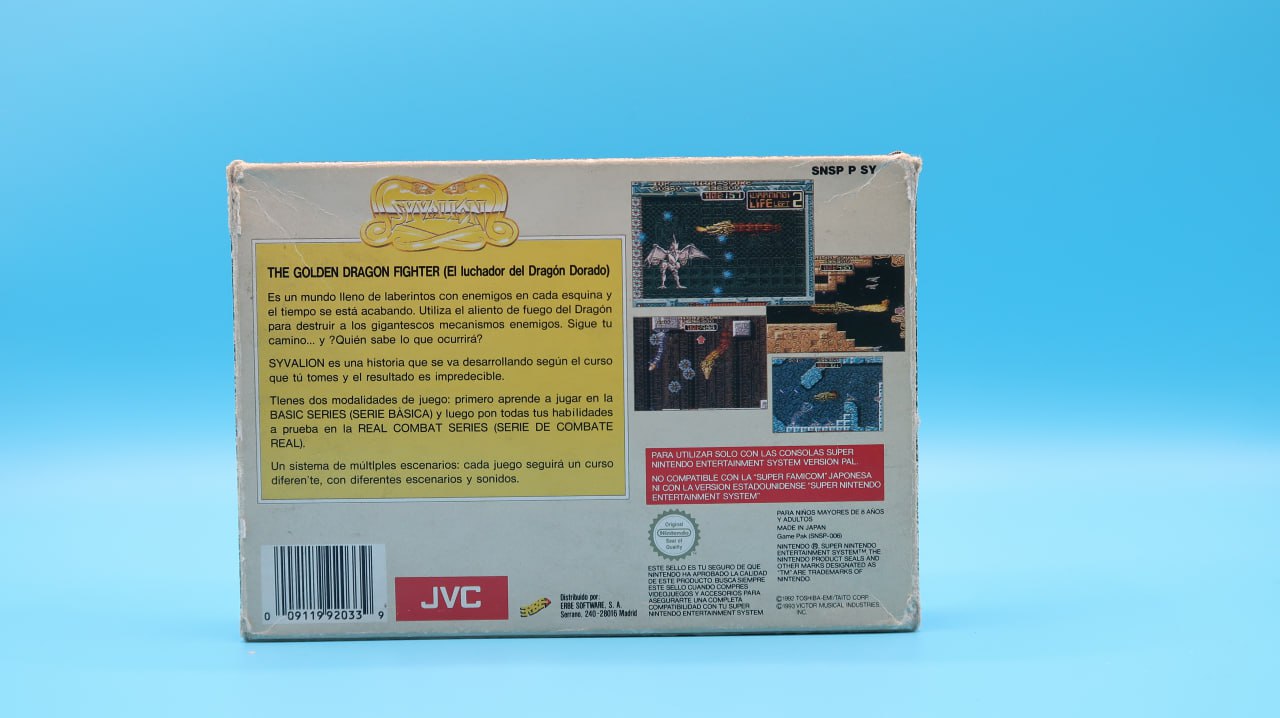 SNSP P SY
SYVALION
THE GOLDEN DRAGON FIGHTER (El luchador del Dragón Dorado)
Es un mundo lleno de laberintos con enemigos en cada esquina y
el tiempo se está acabando. Utiliza el aliento de fuego del Dragón
para destruir a los gigantescos mecanismos enemigos. Sigue tu
camino... y ?Quién sabe lo que ocurrirá?
SYVALION es una historia que se va desarrollando según el curso
que tú tomes y el resultado es impredecible.
Tlenes dos modalidades de juego: primero aprende a jugar en la
BASIC SERIES (SERIE BÀSICA) y luego pon todas tus habilidades
a prueba en la REAL COMBAT SERIES (SERIE DE COMBATE
REAL).
Un sistema de múltlples escenarios: cada juego seguirá un curso
diferen'te, con diferentes escenarios y sonidos.
WARNING!
LIFE LEFT 2
PARA UTILIZAR SOLO CON LAS CONSOLAS SUPER
NINTENDO ENTERTAINMENT SYSTEM VERSION PAL.
NO COMPATIBLE CON LA "SUPER FAMICOM" JAPONESA
NI CON LA VERSION ESTADOUNIDENSE "SUPER NINTENDO
ENTERTAINMENT SYSTEM"
Original
Nintendo
Seal of
Quality
ESTE SELLO ES TU SEGURO DE QUE
NINTENDO HA APROBADO LA CALIDAD
DE ESTE PRODUCTO. BUSCA SIEMPRE
ESTE SELLO CUANDO COMPRES
VIDEOJUEGOS Y ACCESORIOS PARA
ASEGURARTE UNA COMPLETA
COMPATIBILIDAD CON TU SUPER
NINTENDO ENTERTAINMENT SYSTEM.
PARA NIÑOS MAYORES DE 8 AÑOS
Y ADULTOS
MADE IN JAPAN
Game Pak (SNSP-006)
NINTENDO ®, SUPER NINTENDO
ENTERTAINMENT SYSTEM™, THE
NINTENDO PRODUCT SEALS AND
OTHER MARKS DESIGNATED AS
"TM" ARE TRADEMARKS OF
NINTENDO.
©1992 TOSHIBA-EMI/TAITO CORP.
©1993 VICTOR MUSICAL INDUSTRIES,
INC.
0 09119 92033 9
JVC
ERBE
Distribuido por:
ERBE SOFTWARE, S. A.
Serrano, 240-28016 Madrid